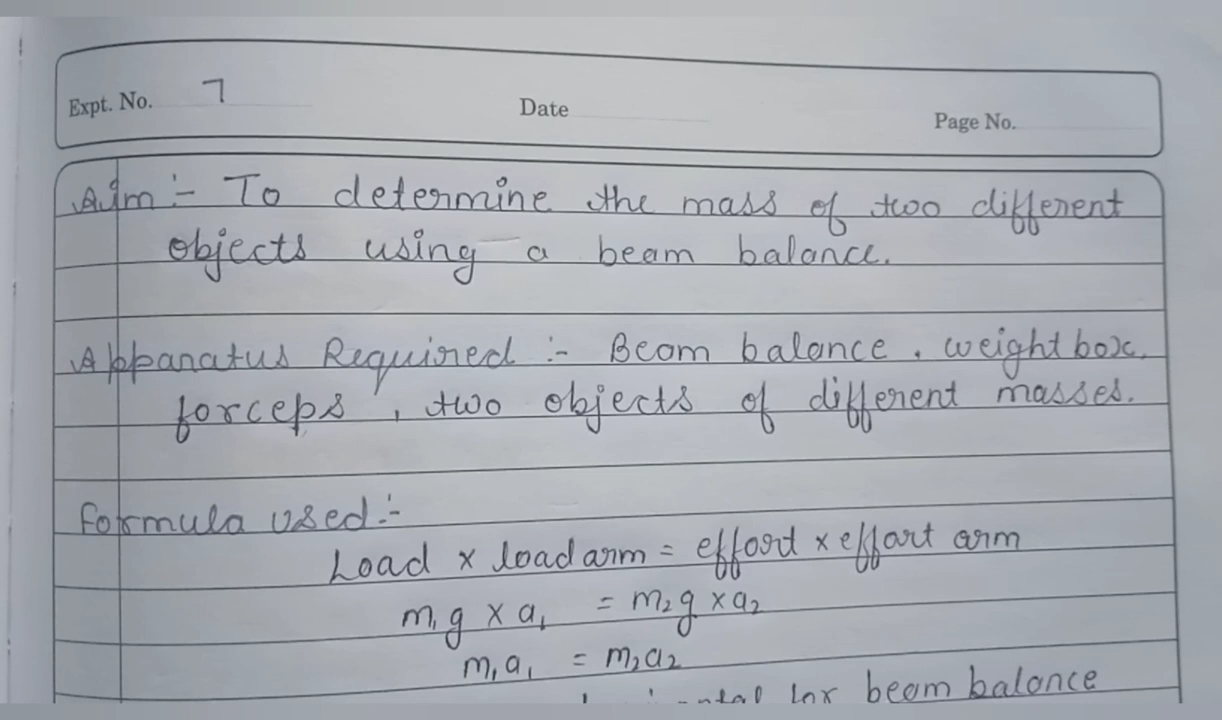 Expt. No. 7 Date Page No.
Aim :- To determine the mass of two different
objects using a beam balance.
Apparatus Required :- Beam balance, weight box,
forceps, two objects of different masses.
Formula used :-
Load x load arm = effort x effort arm
m₁g x a₁ = m₂g x a₂
m₁a₁ = m₂a₂
for beam balance